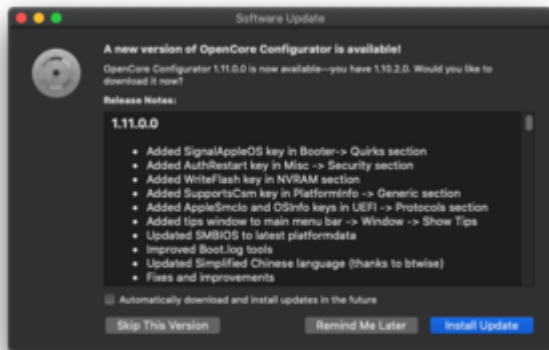 Software Update
A new version of OpenCore Configurator is available!
OpenCore Configurator 1.11.0.0 is now available—you have 1.10.2.0. Would you like to
download it now?
Release Notes:
1.11.0.0
• Added SignalAppleOS key in Booter-> Quirks section
• Added AuthRestart key in Misc -> Security section
• Added WriteFlash key in NVRAM section
• Added SupportsCsm key in PlatformInfo -> Generic section
• Added AppleSmcIo and OSInfo keys in UEFI -> Protocols section
• Added tips window to main menu bar -> Window -> Show Tips
• Updated SMBIOS to latest platformdata
• Improved Boot.log tools
• Updated Simplified Chinese language (thanks to btwise)
• Fixes and improvements
Automatically download and install updates in the future
Skip This Version
Remind Me Later
Install Update